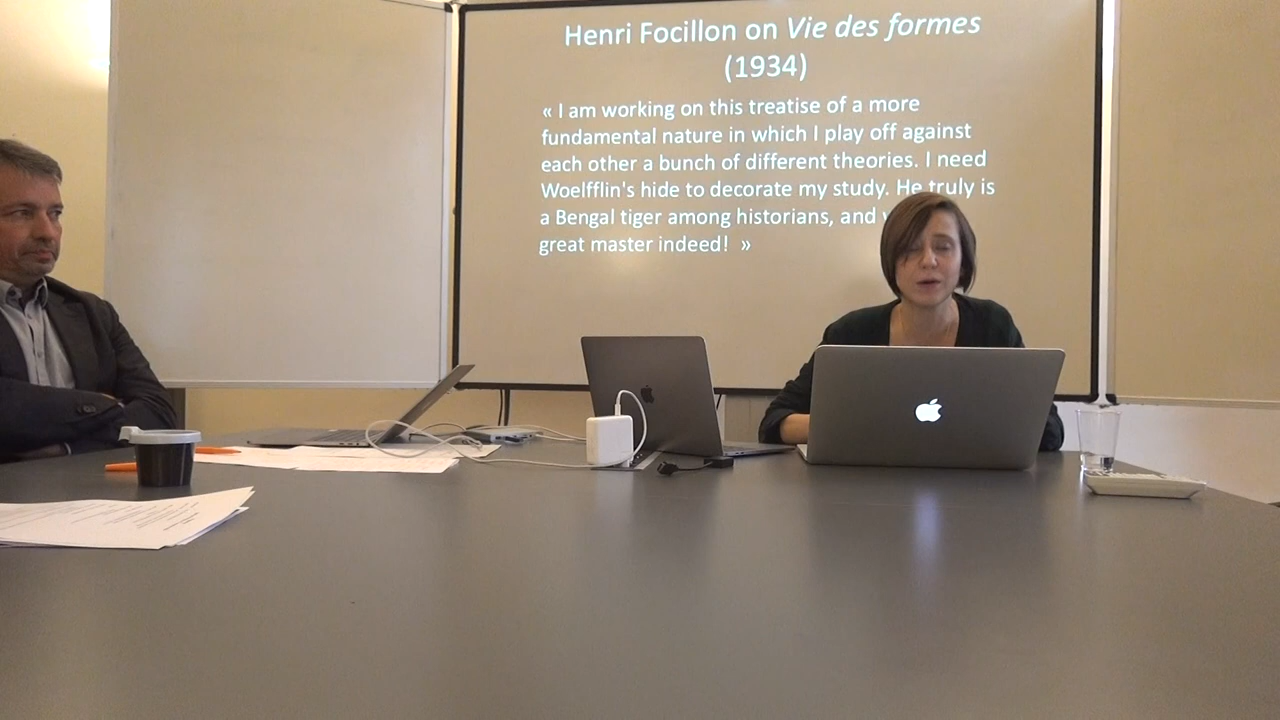 Henri Focillon on Vie des formes
(1934)
« I am working on this treatise of a more
fundamental nature in which I play off against
each other a bunch of different theories. I need
Woelfflin's hide to decorate my study. He truly is
a Bengal tiger among historians, and
great master indeed! »